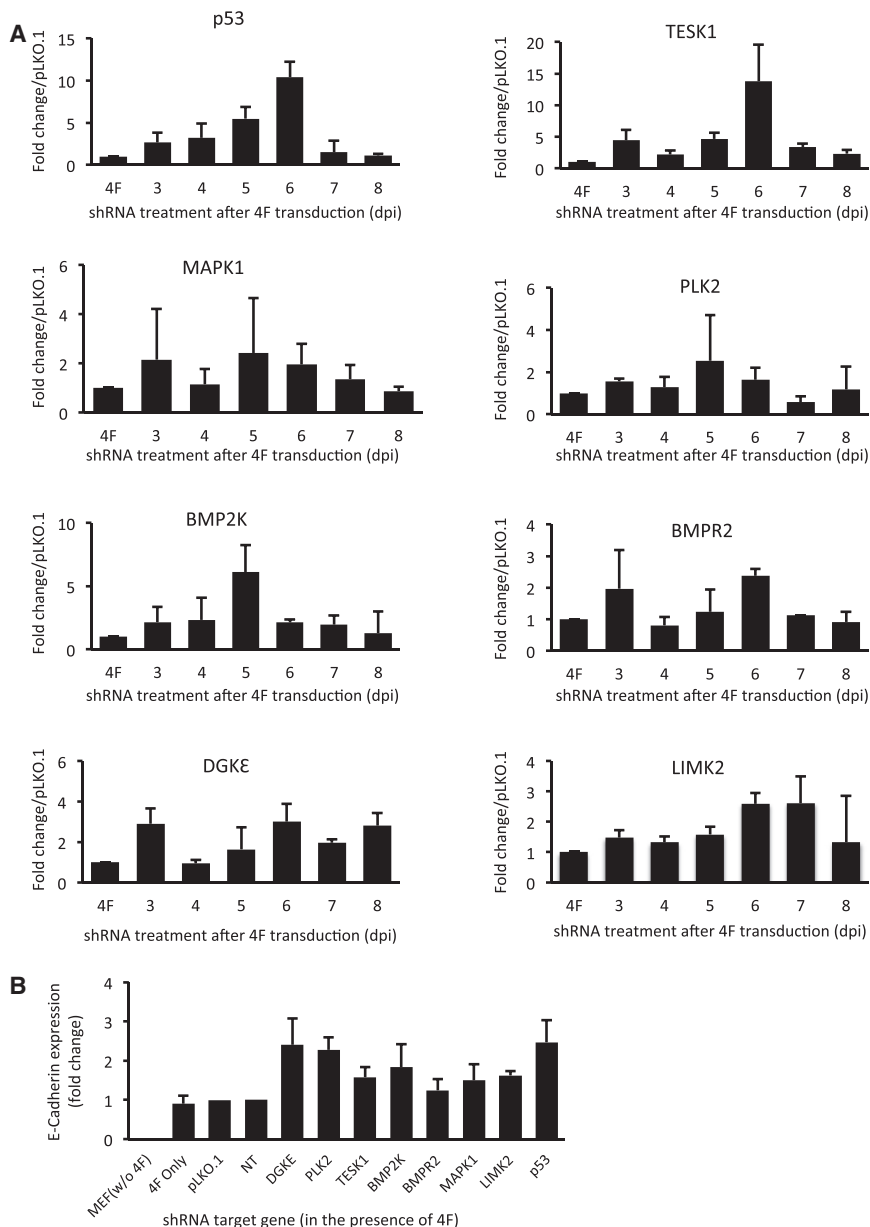 A
p53
Fold change/pLKO.1
15
10
5
0
4F 3 4 5 6 7 8
shRNA treatment after 4F transduction (dpi)
TESK1
Fold change/pLKO.1
20
15
10
5
0
4F 3 4 5 6 7 8
shRNA treatment after 4F transduction (dpi)
MAPK1
Fold change/pLKO.1
6
4
2
0
4F 3 4 5 6 7 8
shRNA treatment after 4F transduction (dpi)
PLK2
Fold change/pLKO.1
6
4
2
0
4F 3 4 5 6 7 8
shRNA treatment after 4F transduction (dpi)
BMP2K
Fold change/pLKO.1
10
5
0
4F 3 4 5 6 7 8
shRNA treatment after 4F transduction (dpi)
BMPR2
Fold change/pLKO.1
4
3
2
1
0
4F 3 4 5 6 7 8
shRNA treatment after 4F transduction (dpi)
DGKƐ
Fold change/pLKO.1
6
4
2
0
4F 3 4 5 6 7 8
shRNA treatment after 4F transduction (dpi)
LIMK2
Fold change/pLKO.1
4
3
2
1
0
4F 3 4 5 6 7 8
shRNA treatment after 4F transduction (dpi)
B
E-Cadherin expression
(fold change)
4
3
2
1
0
MEF(w/o 4F) 4F Only pLKO.1 NT DGKE PLK2 TESK1 BMP2K BMPR2 MAPK1 LIMK2 p53
shRNA target gene (in the presence of 4F)